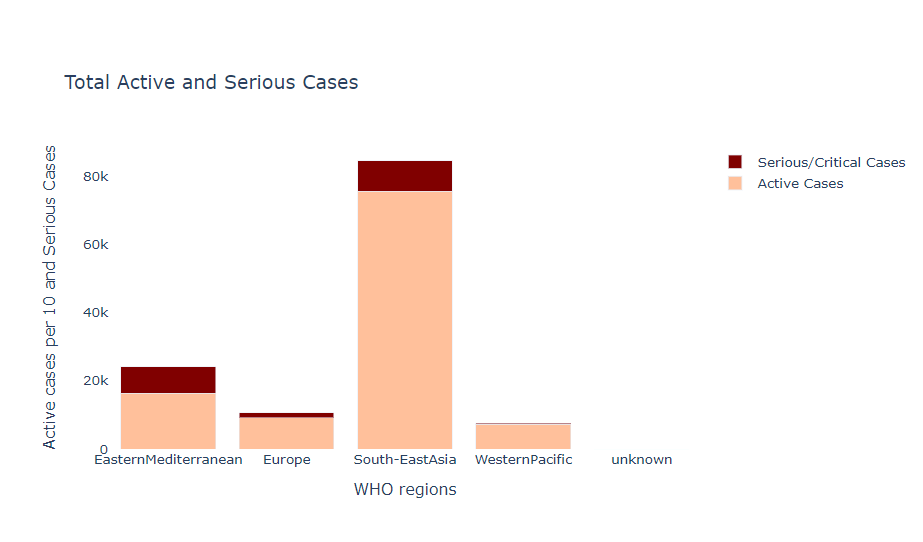 Total Active and Serious Cases
Active cases per 10 and Serious Cases
80k
60k
40k
20k
0
EasternMediterranean
Europe
South-EastAsia
WesternPacific
unknown
WHO regions
Serious/Critical Cases
Active Cases